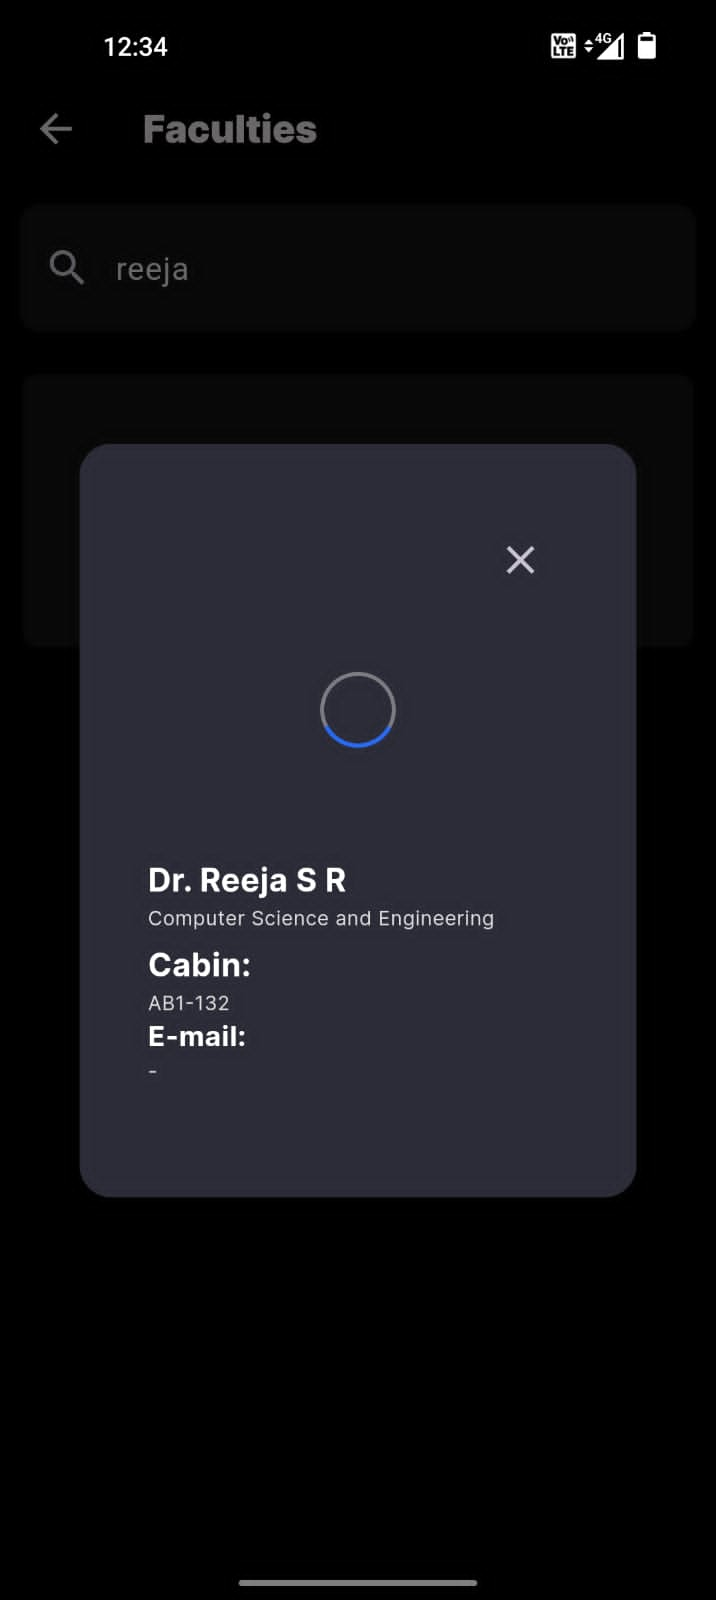 12:34
Vo)) LTE 4G
Faculties
reeja
Dr. Reeja S R
Computer Science and Engineering
Cabin:
AB1-132
E-mail:
-